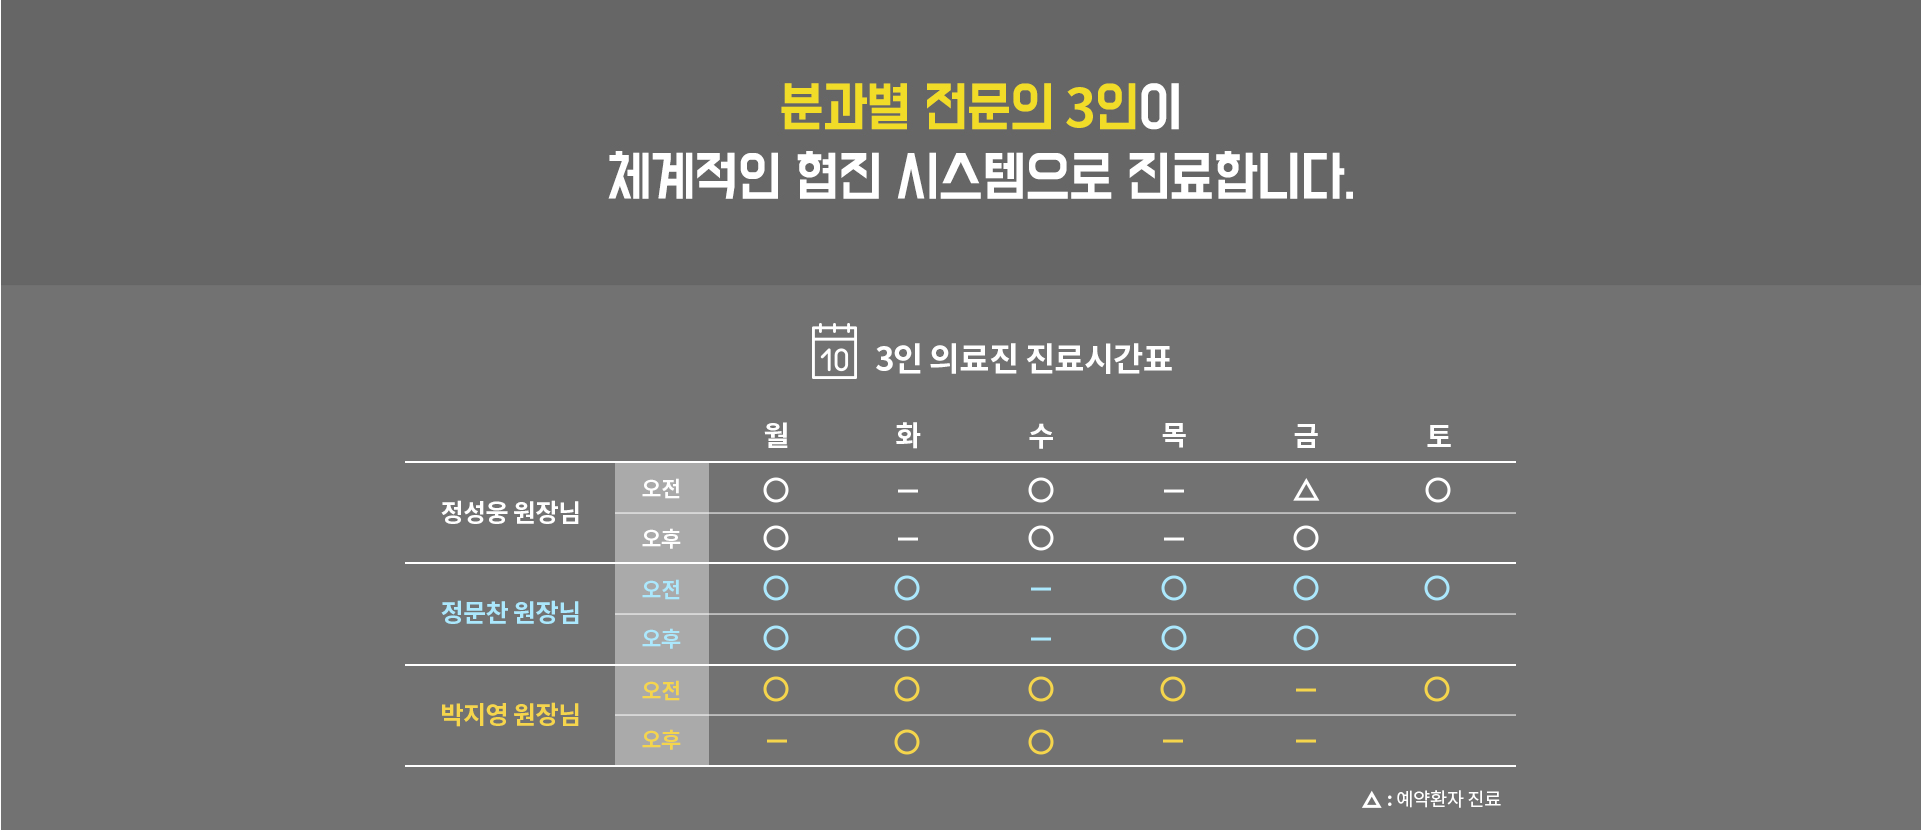 분과별 전문의 3인이
체계적인 협진 시스템으로 진료합니다.
10
3인 의료진 진료시간표
월 화 수 목 금 토
정성웅 원장님
오전 ○ － ○ － △ ○
오후 ○ － ○ － ○
정문찬 원장님
오전 ○ ○ － ○ ○ ○
오후 ○ ○ － ○ ○
박지영 원장님
오전 ○ ○ ○ ○ － ○
오후 － ○ ○ － －
△ : 예약환자 진료